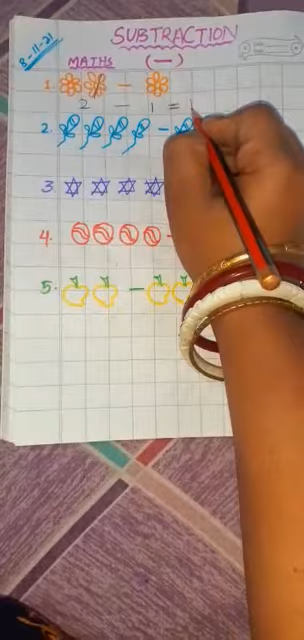 SUBTRACTION
8-11-21
MATHS (—)
1. —
2 — 1 =
2. —
3.
4. -
5. —